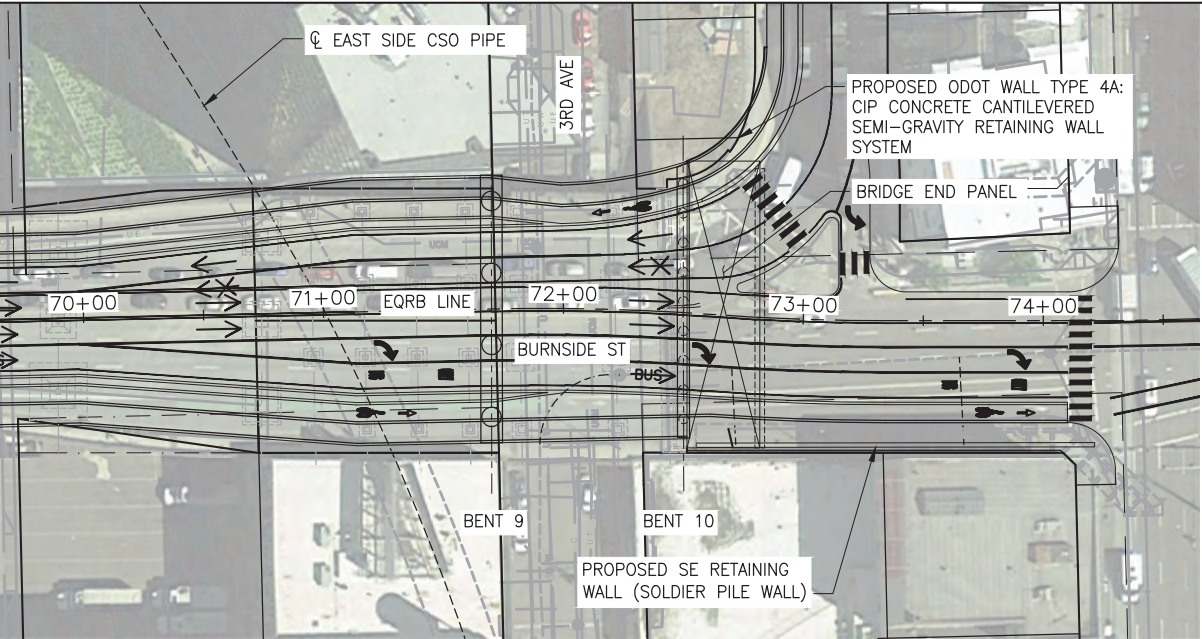 ℄ EAST SIDE CSO PIPE
3RD AVE
PROPOSED ODOT WALL TYPE 4A:
CIP CONCRETE CANTILEVERED
SEMI-GRAVITY RETAINING WALL
SYSTEM
BRIDGE END PANEL
70+00
71+00
EQRB LINE
72+00
73+00
74+00
BURNSIDE ST
BUS
BENT 9
BENT 10
PROPOSED SE RETAINING
WALL (SOLDIER PILE WALL)